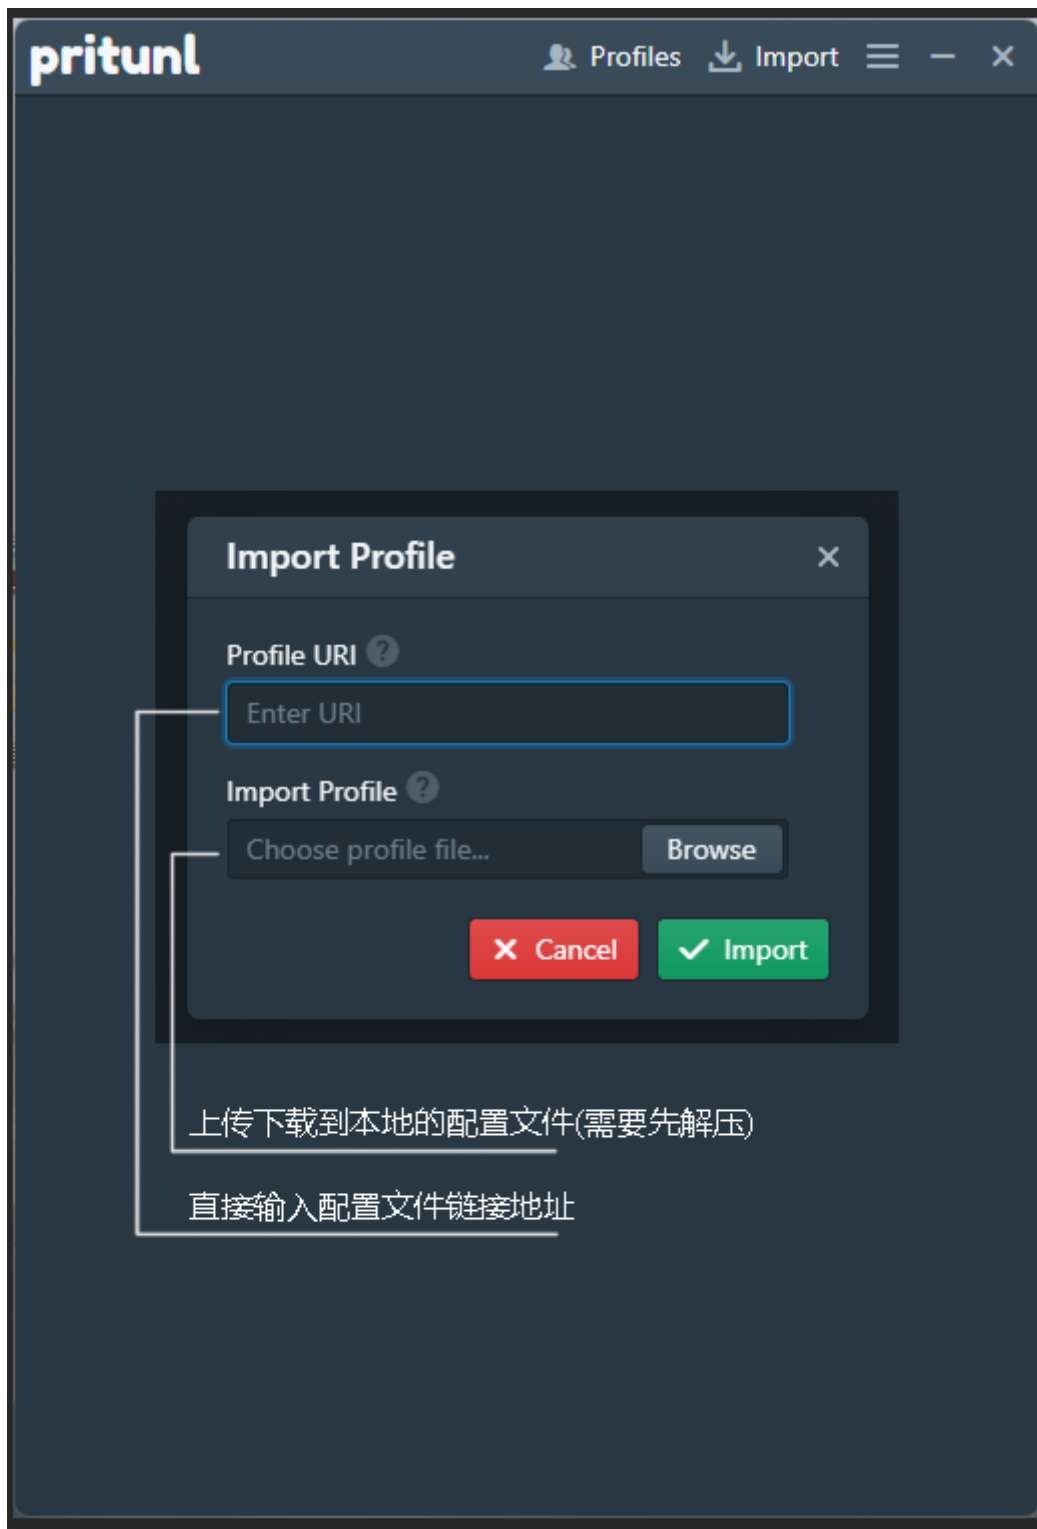 pritunl
Profiles
Import
Import Profile
Profile URI
Enter URI
Import Profile
Choose profile file...
Browse
Cancel
Import
上传下载到本地的配置文件(需要先解压)
直接输入配置文件链接地址